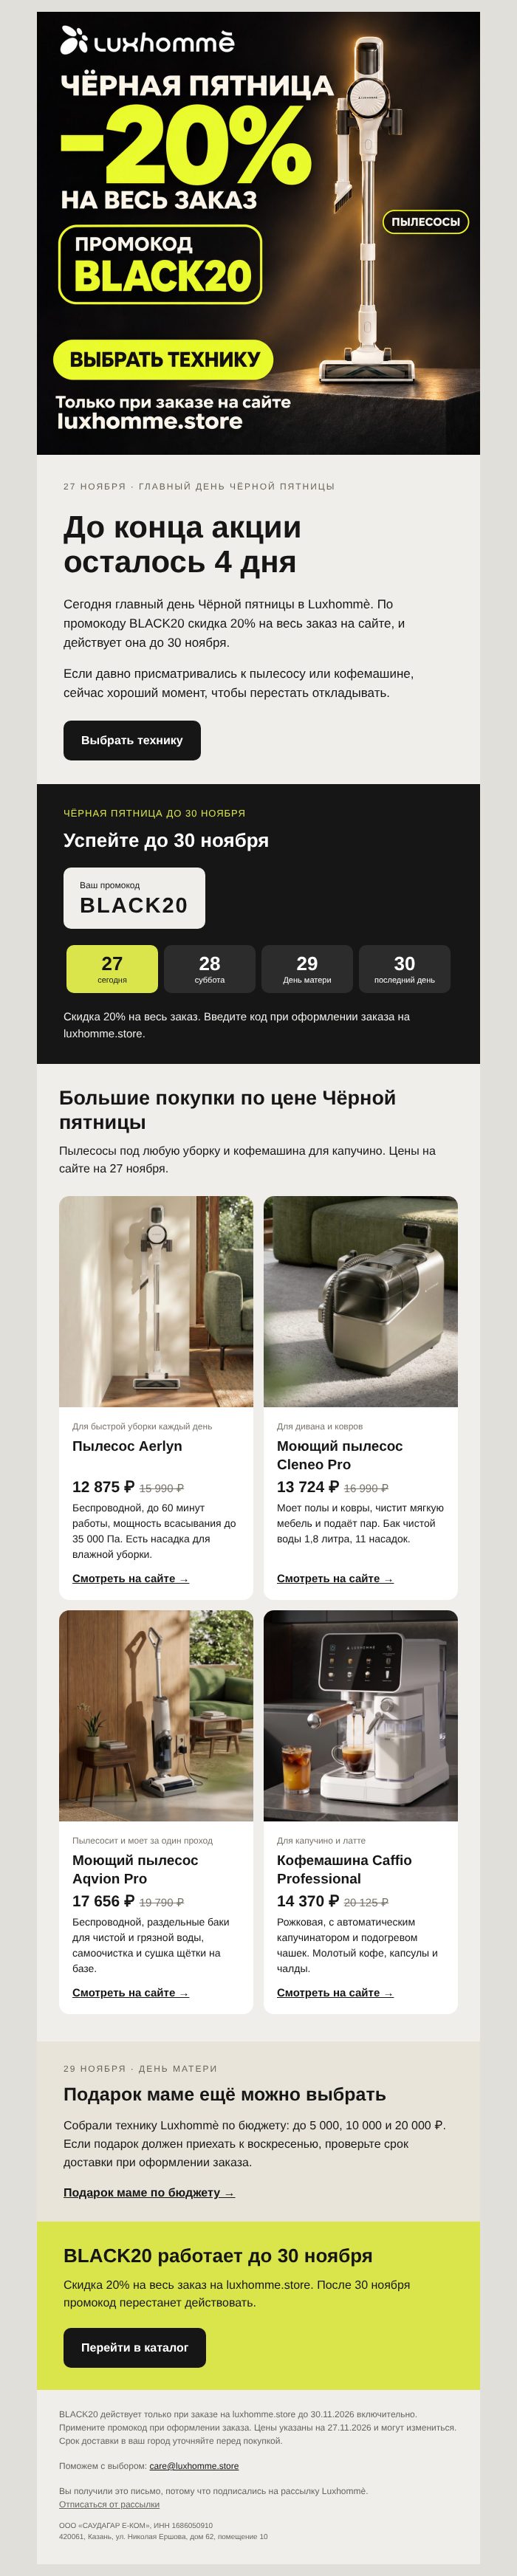 luxhommè
ЧЁРНАЯ ПЯТНИЦА
-20%
НА ВЕСЬ ЗАКАЗ
ПЫЛЕСОСЫ
ПРОМОКОД
BLACK20
ВЫБРАТЬ ТЕХНИКУ
Только при заказе на сайте
luxhomme.store
27 НОЯБРЯ · ГЛАВНЫЙ ДЕНЬ ЧЁРНОЙ ПЯТНИЦЫ
До конца акции
осталось 4 дня
Сегодня главный день Чёрной пятницы в Luxhommè. По
промокоду BLACK20 скидка 20% на весь заказ на сайте, и
действует она до 30 ноября.
Если давно присматривались к пылесосу или кофемашине,
сейчас хороший момент, чтобы перестать откладывать.
Выбрать технику
ЧЁРНАЯ ПЯТНИЦА ДО 30 НОЯБРЯ
Успейте до 30 ноября
Ваш промокод
BLACK20
27
сегодня
28
суббота
29
День матери
30
последний день
Скидка 20% на весь заказ. Введите код при оформлении заказа на
luxhomme.store.
Большие покупки по цене Чёрной
пятницы
Пылесосы под любую уборку и кофемашина для капучино. Цены на
сайте на 27 ноября.
Для быстрой уборки каждый день
Пылесос Aerlyn
12 875 ₽ 15 990 ₽
Беспроводной, до 60 минут
работы, мощность всасывания до
35 000 Па. Есть насадка для
влажной уборки.
Смотреть на сайте →
Для дивана и ковров
Моющий пылесос
Cleneo Pro
13 724 ₽ 16 990 ₽
Моет полы и ковры, чистит мягкую
мебель и подаёт пар. Бак чистой
воды 1,8 литра, 11 насадок.
Смотреть на сайте →
Пылесосит и моет за один проход
Моющий пылесос
Aqvion Pro
17 656 ₽ 19 790 ₽
Беспроводной, раздельные баки
для чистой и грязной воды,
самоочистка и сушка щётки на
базе.
Смотреть на сайте →
Для капучино и латте
Кофемашина Caffio
Professional
14 370 ₽ 20 125 ₽
Рожковая, с автоматическим
капучинатором и подогревом
чашек. Молотый кофе, капсулы и
чалды.
Смотреть на сайте →
29 НОЯБРЯ · ДЕНЬ МАТЕРИ
Подарок маме ещё можно выбрать
Собрали технику Luxhommè по бюджету: до 5 000, 10 000 и 20 000 ₽.
Если подарок должен приехать к воскресенью, проверьте срок
доставки при оформлении заказа.
Подарок маме по бюджету →
BLACK20 работает до 30 ноября
Скидка 20% на весь заказ на luxhomme.store. После 30 ноября
промокод перестанет действовать.
Перейти в каталог
BLACK20 действует только при заказе на luxhomme.store до 30.11.2026 включительно.
Примените промокод при оформлении заказа. Цены указаны на 27.11.2026 и могут измениться.
Срок доставки в ваш город уточняйте перед покупкой.
Поможем с выбором: care@luxhomme.store
Вы получили это письмо, потому что подписались на рассылку Luxhommè.
Отписаться от рассылки
ООО «САУДАГАР Е-КОМ», ИНН 1686050910
420061, Казань, ул. Николая Ершова, дом 62, помещение 10